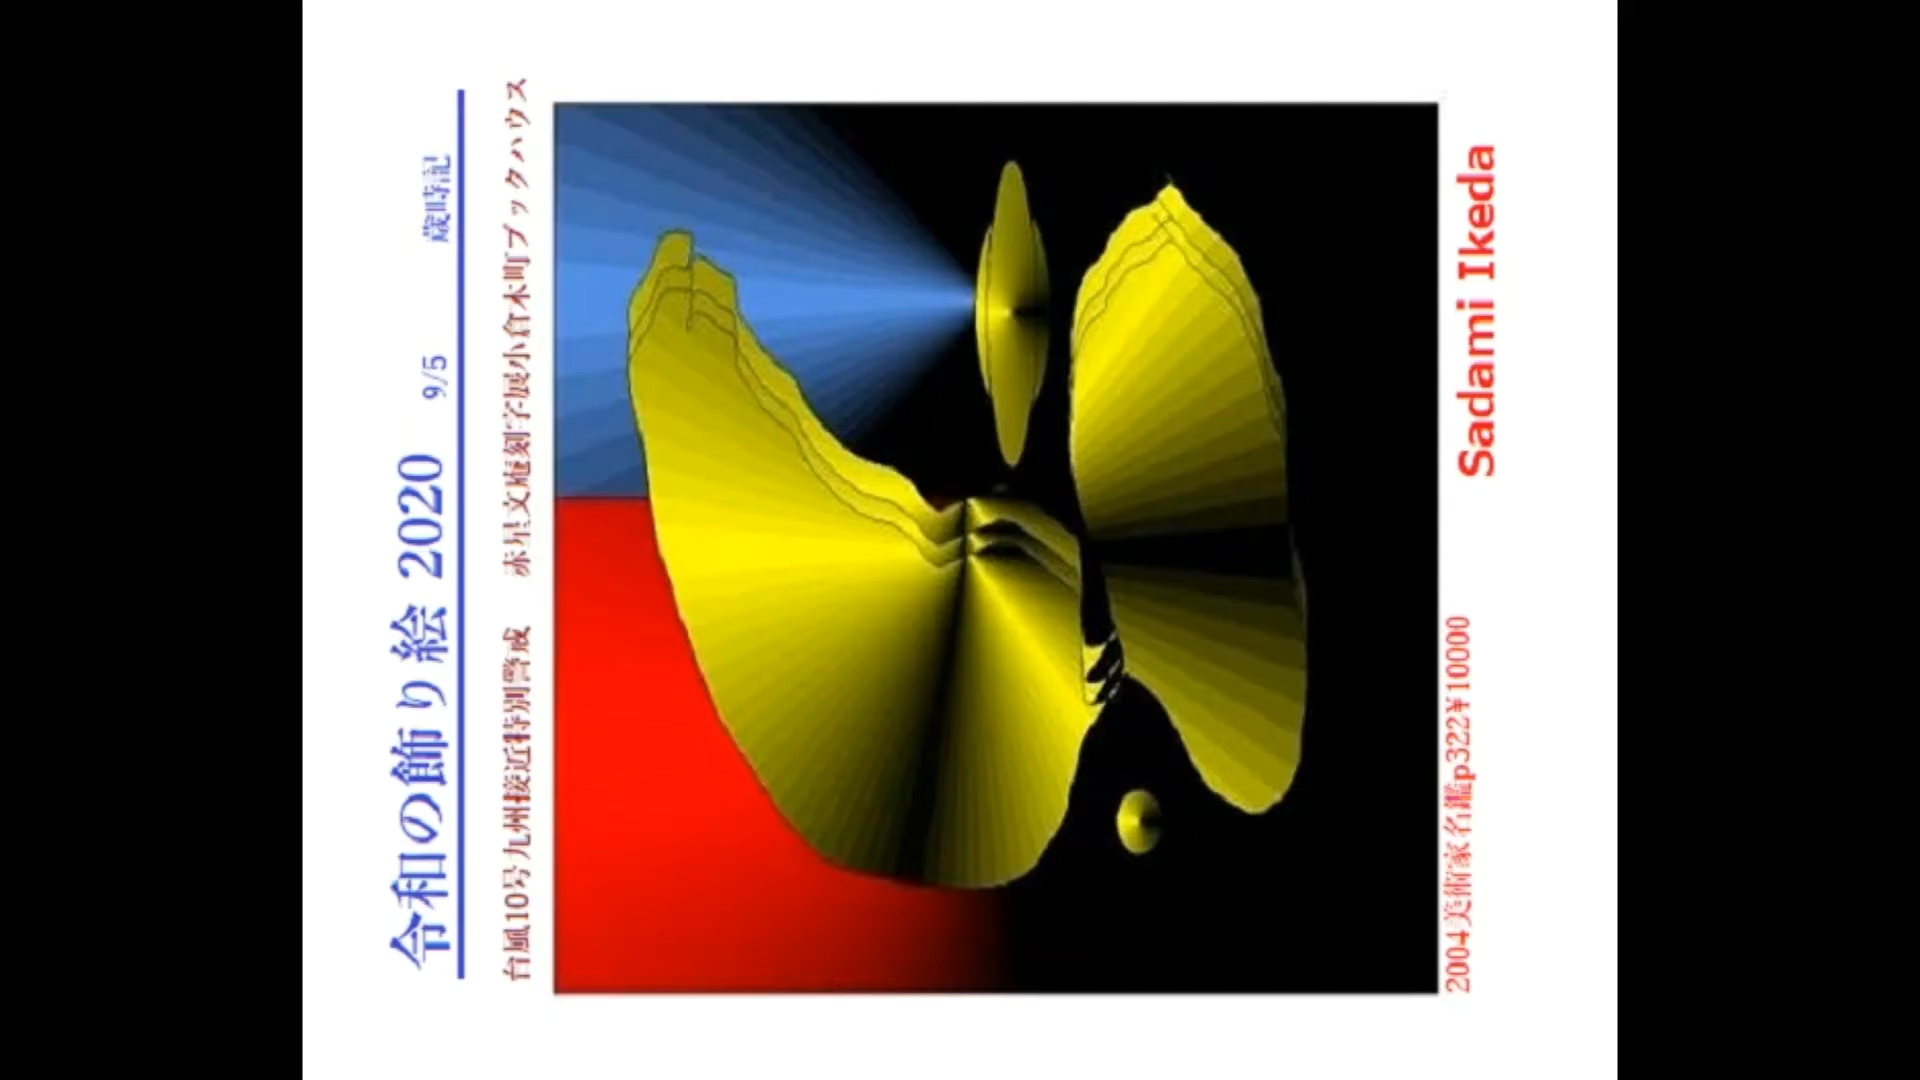 令和の飾り絵 2020 9/5 歳時記
台風10号九州接近特別警戒 赤星文庵刻字展小倉木町ブックハウス
2004美術家名鑑p322¥10000 Sadami Ikeda